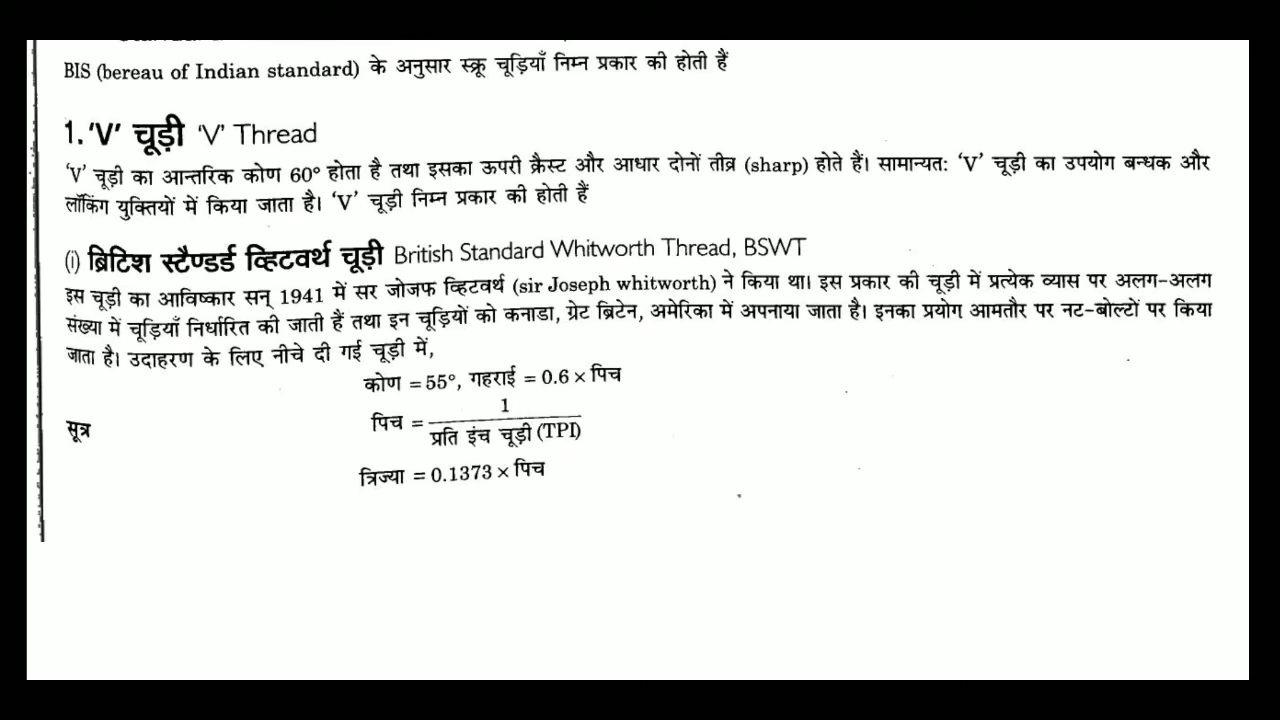 BIS (bereau of Indian standard) के अनुसार स्क्रू चूड़ियाँ निम्न प्रकार की होती हैं
1. 'V' चूड़ी 'V' Thread
'V' चूड़ी का आन्तरिक कोण 60° होता है तथा इसका ऊपरी क्रैस्ट और आधार दोनों तीव्र (sharp) होते हैं। सामान्यत: 'V' चूड़ी का उपयोग बन्धक और
लॉकिंग युक्तियों में किया जाता है। 'V' चूड़ी निम्न प्रकार की होती हैं
(i) ब्रिटिश स्टैण्डर्ड व्हिटवर्थ चूड़ी British Standard Whitworth Thread, BSWT
इस चूड़ी का आविष्कार सन् 1941 में सर जोजफ व्हिटवर्थ (sir Joseph whitworth) ने किया था। इस प्रकार की चूड़ी में प्रत्येक व्यास पर अलग-अलग
संख्या में चूड़ियाँ निर्धारित की जाती हैं तथा इन चूड़ियों को कनाडा, ग्रेट ब्रिटेन, अमेरिका में अपनाया जाता है। इनका प्रयोग आमतौर पर नट-बोल्टों पर किया
जाता है। उदाहरण के लिए नीचे दी गई चूड़ी में,
कोण = 55°, गहराई = 0.6 × पिच
सूत्र पिच = 1
प्रति इंच चूड़ी (TPI)
त्रिज्या = 0.1373 × पिच